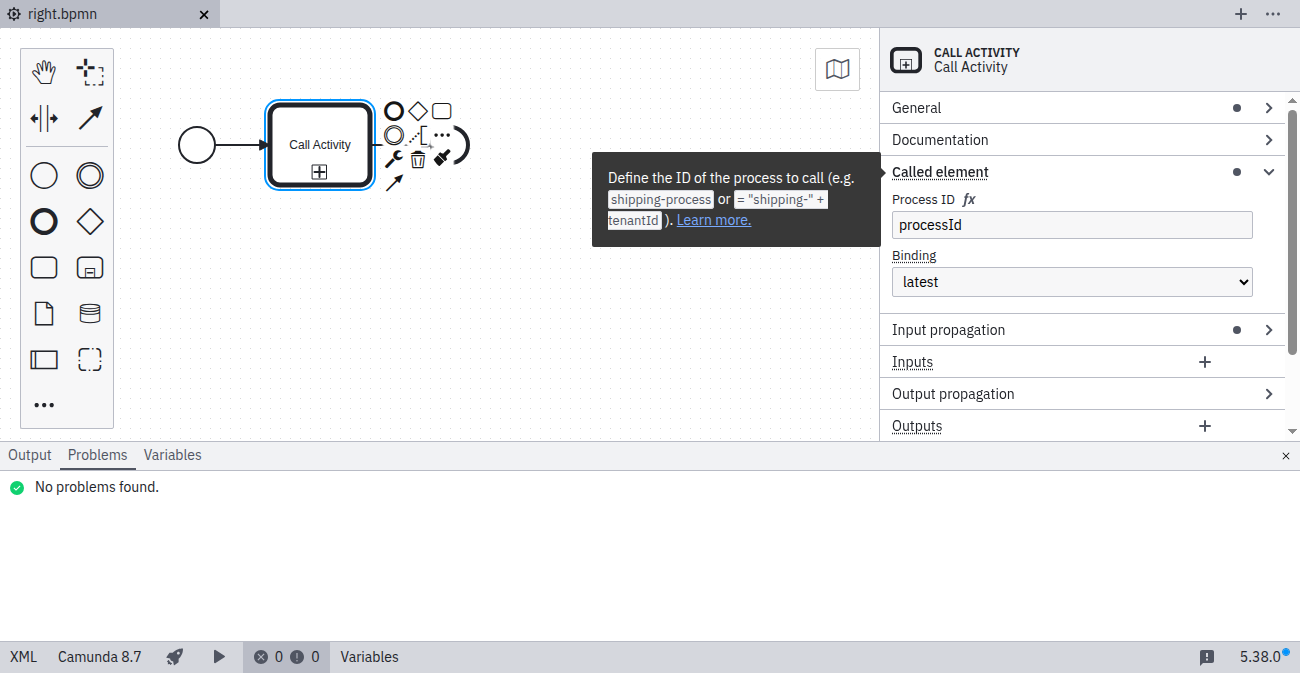 right.bpmn
CALL ACTIVITY
Call Activity
General
Documentation
Called element
Process ID fx
processId
Binding
latest
Input propagation
Inputs
Output propagation
Outputs
Call Activity
Define the ID of the process to call (e.g.
shipping-process or = "shipping-" +
tenantId ). Learn more.
Output Problems Variables
No problems found.
XML Camunda 8.7 0 0 Variables 5.38.0